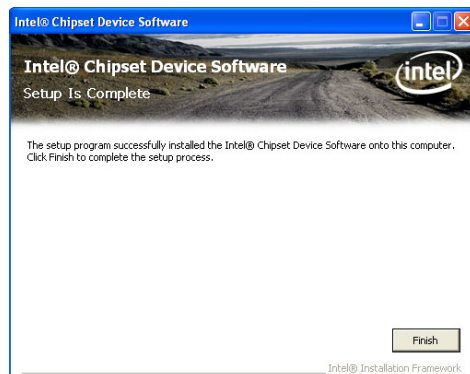 Intel® Chipset Device Software
Intel® Chipset Device Software
intel
Setup Is Complete
The setup program successfully installed the Intel® Chipset Device Software onto this computer.
Click Finish to complete the setup process.
Finish
Intel® Installation Framework